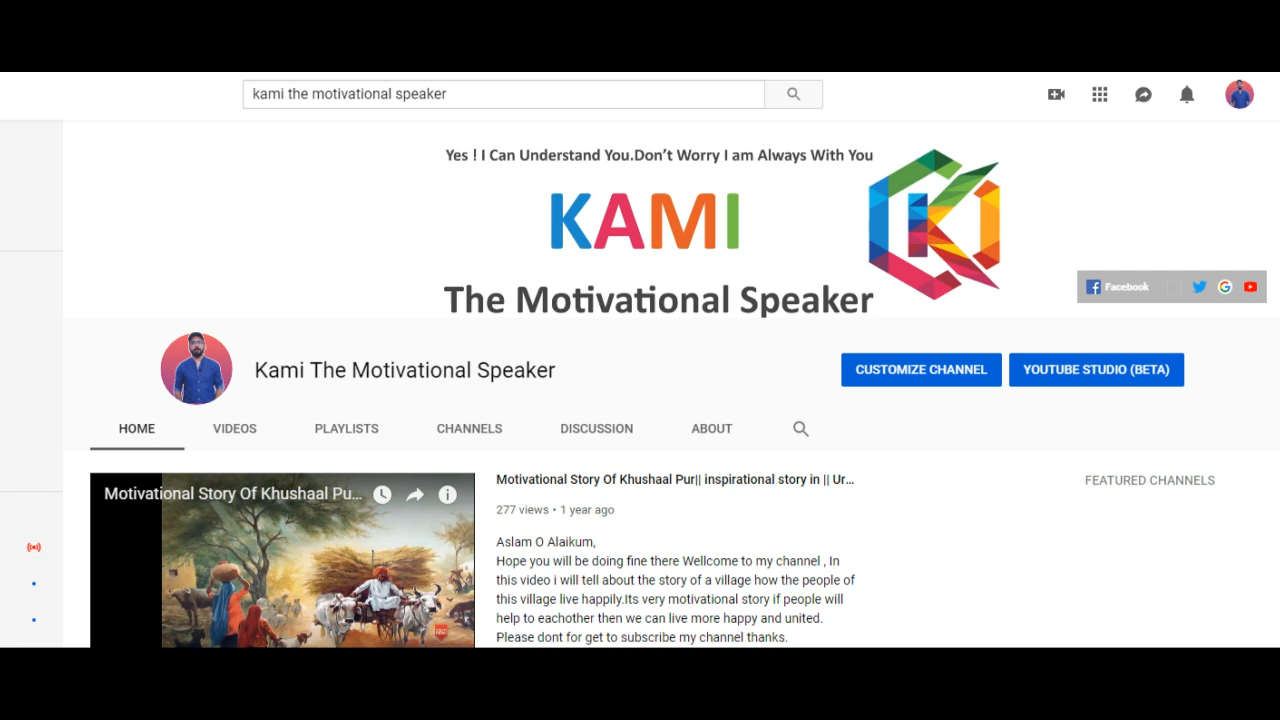 kami the motivational speaker
Yes ! I Can Understand You.Don't Worry I am Always With You
KAMI
The Motivational Speaker
Facebook
Kami The Motivational Speaker
CUSTOMIZE CHANNEL
YOUTUBE STUDIO (BETA)
HOME VIDEOS PLAYLISTS CHANNELS DISCUSSION ABOUT
Motivational Story Of Khushaal Pu...
Motivational Story Of Khushaal Pur|| inspirational story in || Ur...
277 views • 1 year ago
Aslam O Alaikum,
Hope you will be doing fine there Wellcome to my channel , In
this video i will tell about the story of a village how the people of
this village live happily.Its very motivational story if people will
help to eachother then we can live more happy and united.
Please dont for get to subscribe my channel thanks.
FEATURED CHANNELS